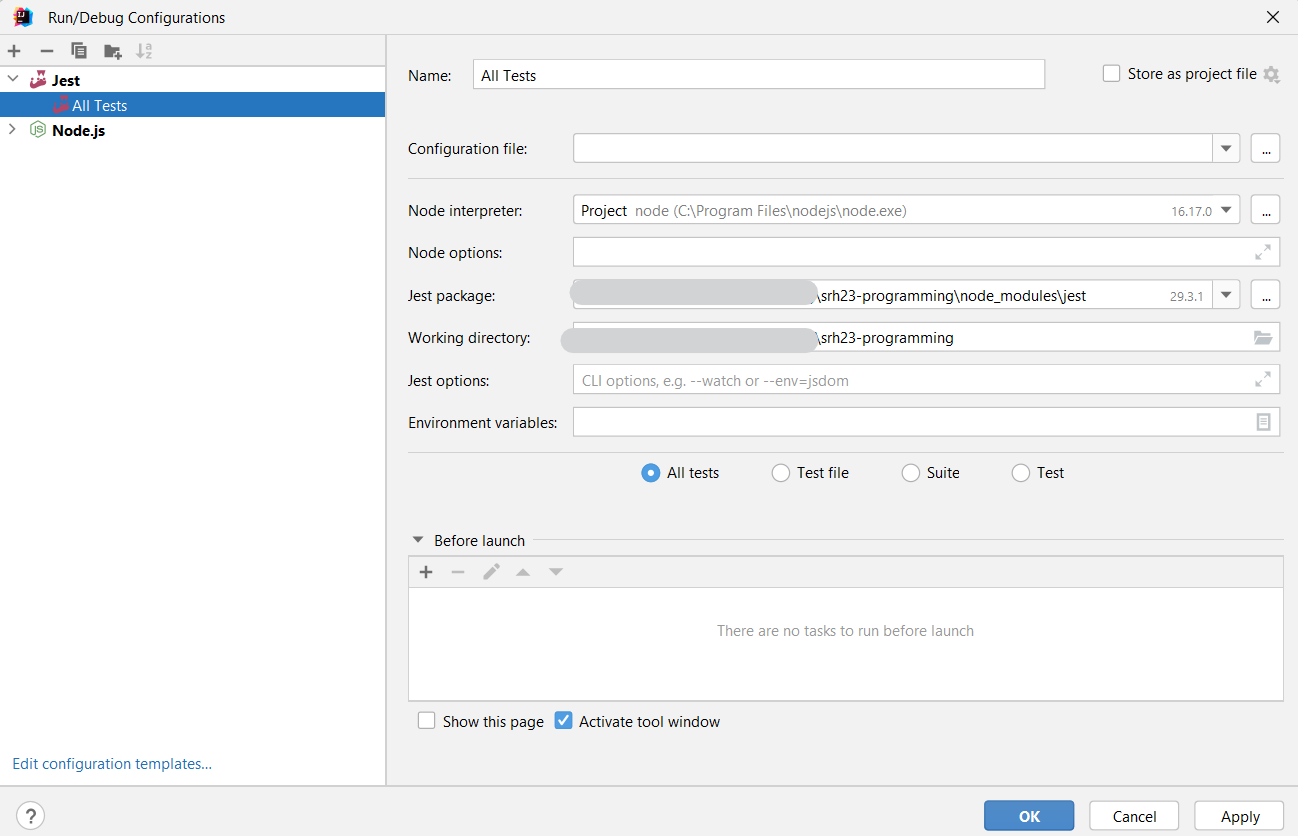 Run/Debug Configurations
Jest
All Tests
Node.js
Edit configuration templates...
Name: All Tests
Store as project file
Configuration file:
...
Node interpreter: Project node (C:\Program Files\nodejs\node.exe) 16.17.0
...
Node options:
Jest package: \srh23-programming\node_modules\jest 29.3.1
...
Working directory: \srh23-programming
Jest options: CLI options, e.g. --watch or --env=jsdom
Environment variables:
All tests Test file Suite Test
Before launch
There are no tasks to run before launch
Show this page Activate tool window
? OK Cancel Apply